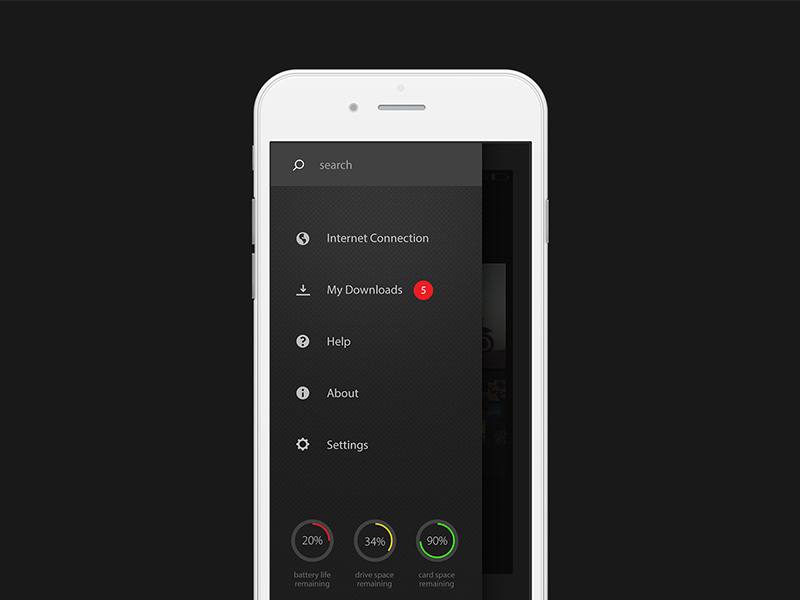 search
Internet Connection
My Downloads 5
Help
About
Settings
20% 34% 90%
battery life drive space card space
remaining remaining remaining